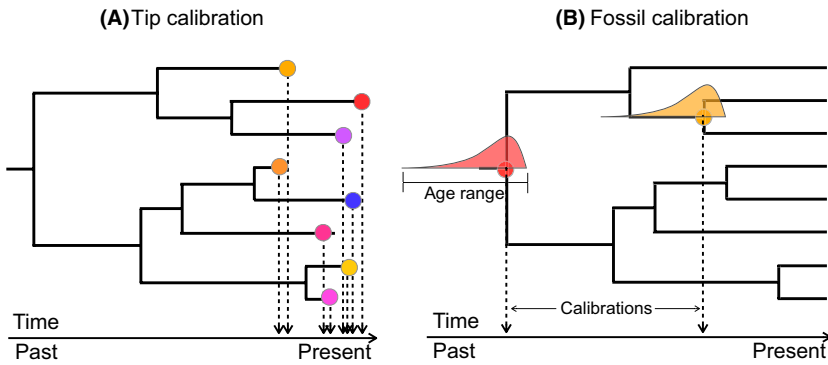 (A) Tip calibration
Time
Past Present
(B) Fossil calibration
Age range
Calibrations
Time
Past Present